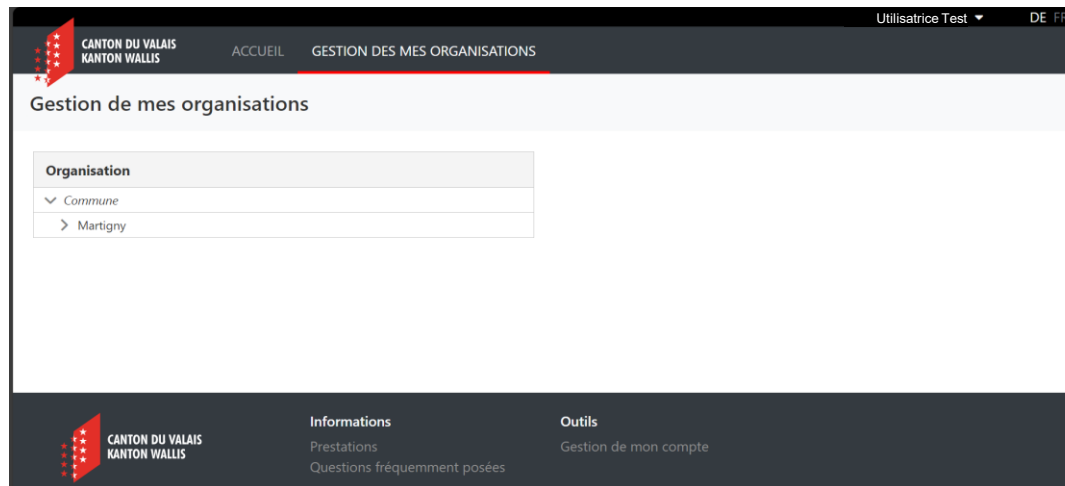 Utilisatrice Test DE FR
CANTON DU VALAIS
KANTON WALLIS
ACCUEIL GESTION DES MES ORGANISATIONS
Gestion de mes organisations
Organisation
Commune
Martigny
CANTON DU VALAIS
KANTON WALLIS
Informations
Prestations
Questions fréquemment posées
Outils
Gestion de mon compte